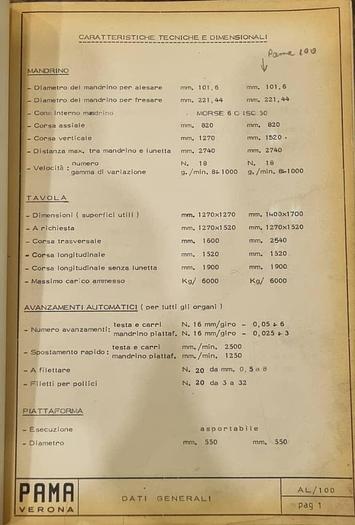 CARATTERISTICHE TECNICHE E DIMENSIONALI
Pama 100
MANDRINO
- Diametro del mandrino per alesare mm. 101,6 mm. 101,6
- Diametro del mandrino per fresare mm. 221,44 mm. 221,44
- Cono interno mandrino MORSE 6 O ISO 50
- Corsa assiale mm. 820 mm. 820
- Corsa verticale mm. 1270 mm. 1520
- Distanza max. tra mandrino e lunetta mm. 2740 mm. 2740
- Velocità : numero N. 18 N. 18
gamma di variazione g./min. 8÷1000 g./min. 8÷1000
TAVOLA
- Dimensioni ( superfici utili ) mm. 1270x1270 mm. 1400x1700
- A richiesta mm. 1270x1520 mm. 1270x1520
- Corsa trasversale mm. 1600 mm. 2540
- Corsa longitudinale mm. 1520 mm. 1520
- Corsa longitudinale senza lunetta mm. 1900 mm. 1900
- Massimo carico ammesso Kg/ 6000 Kg/ 6000
AVANZAMENTI AUTOMATICI ( per tutti gli organi )
- Numero avanzamenti: testa e carri N. 16 mm/giro - 0,05 ÷ 6
mandrino piattaf. N. 16 mm/giro - 0,025 ÷ 3
- Spostamento rapido: testa e carri mm./min. 2500
mandrino piattaf. mm./min. 1250
- A filettare N. 20 da mm. 0,5 a 8
- Filetti per pollici N. 20 da 3 a 32
PIATTAFORMA
- Esecuzione asportabile
- Diametro mm. 550 mm. 550
PAMA
VERONA
DATI GENERALI
AL/100
pag 1